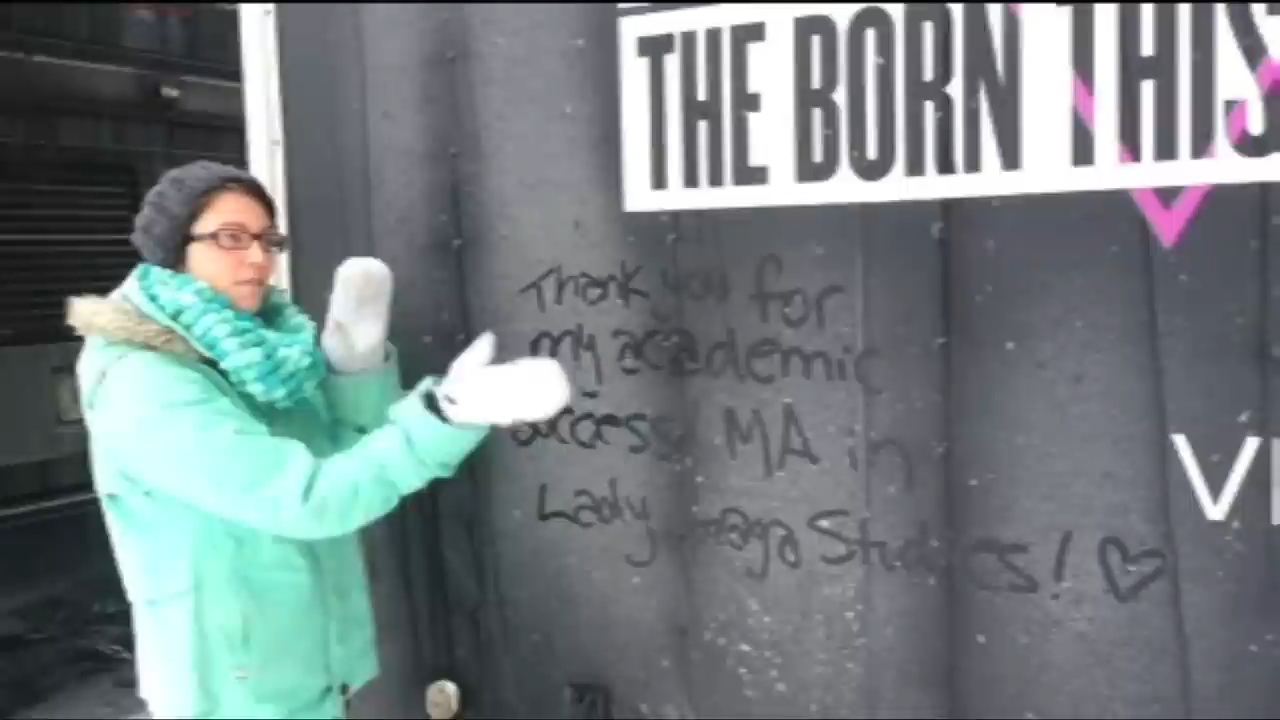 THE BORN THIS
Thank you for
my academic
success MA in
Lady Gaga Studies! ♡